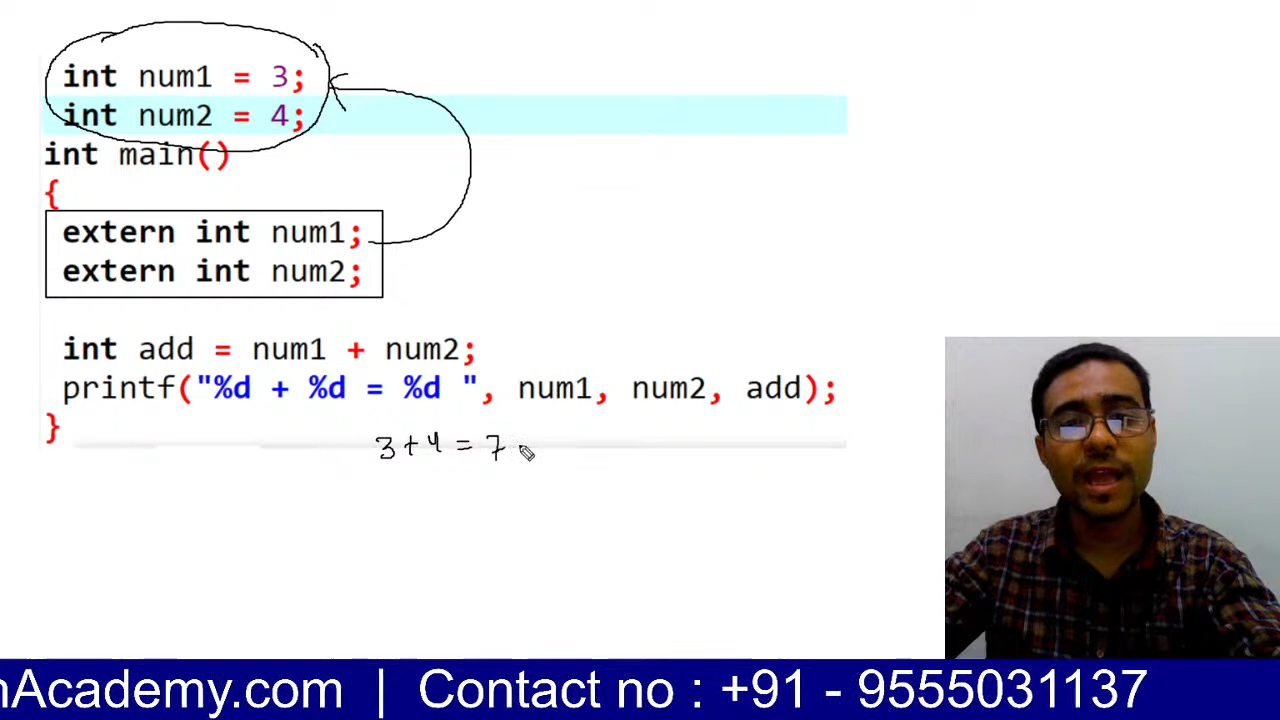 int num1 = 3;
int num2 = 4;
int main()
{
extern int num1;
extern int num2;
int add = num1 + num2;
printf("%d + %d = %d ", num1, num2, add);
}
3 + 4 = 7
nAcademy.com | Contact no : +91 - 9555031137